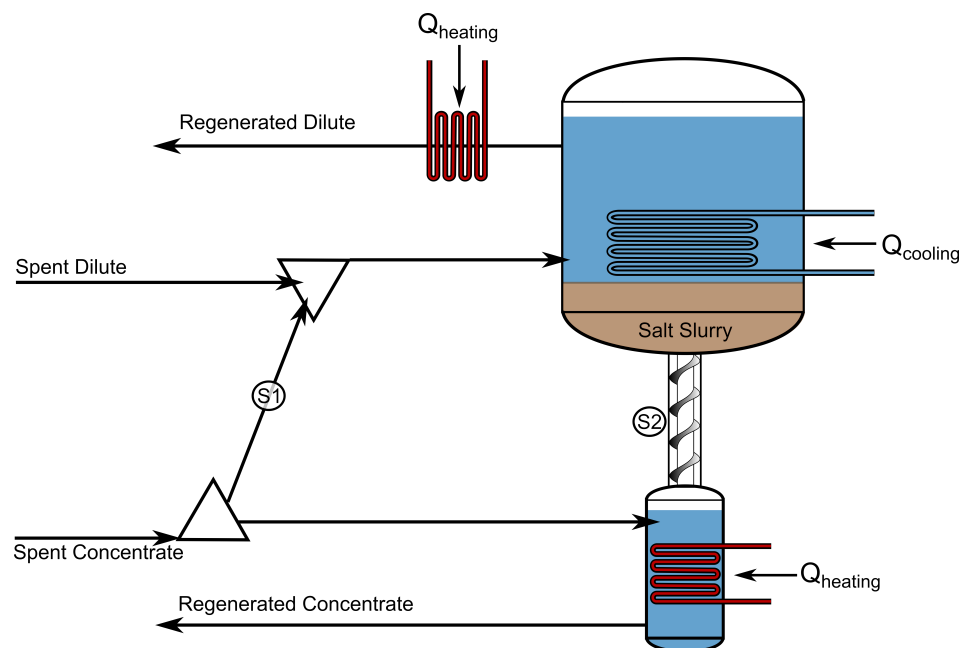 Qheating
Regenerated Dilute
Spent Dilute
Qcooling
Salt Slurry
S1
S2
Spent Concentrate
Qheating
Regenerated Concentrate